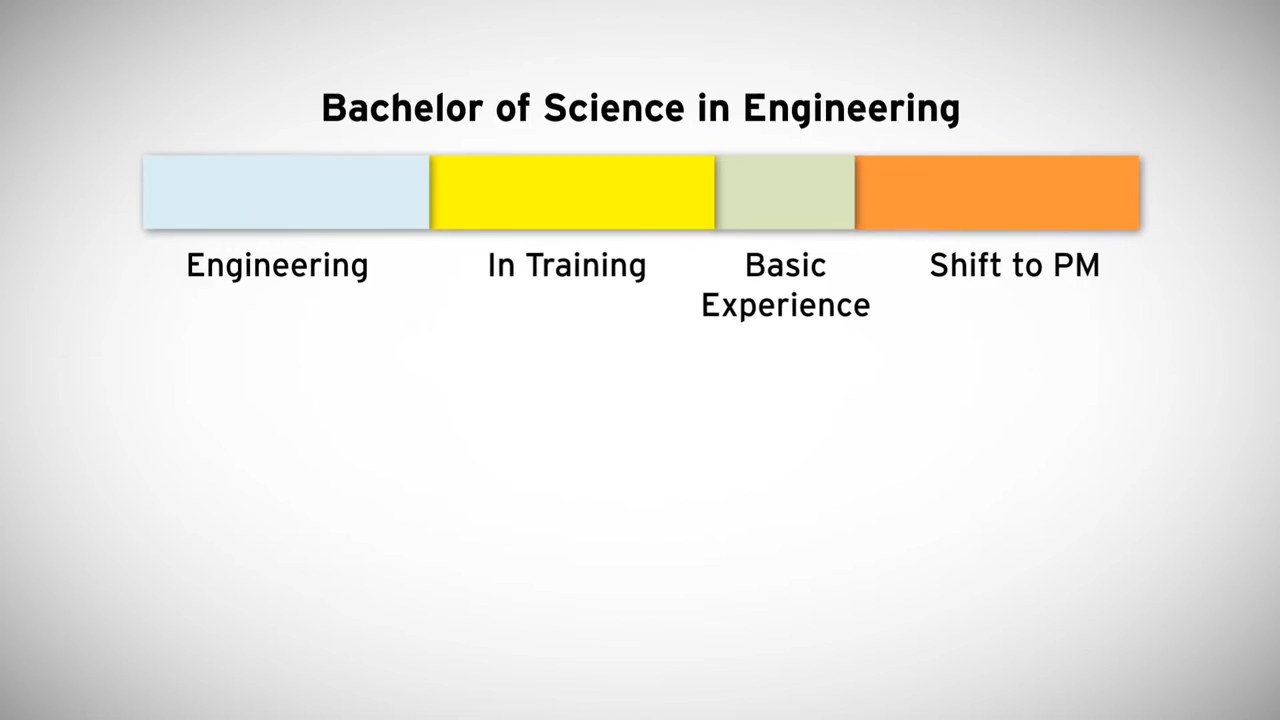 Bachelor of Science in Engineering
Engineering
In Training
Basic
Experience
Shift to PM